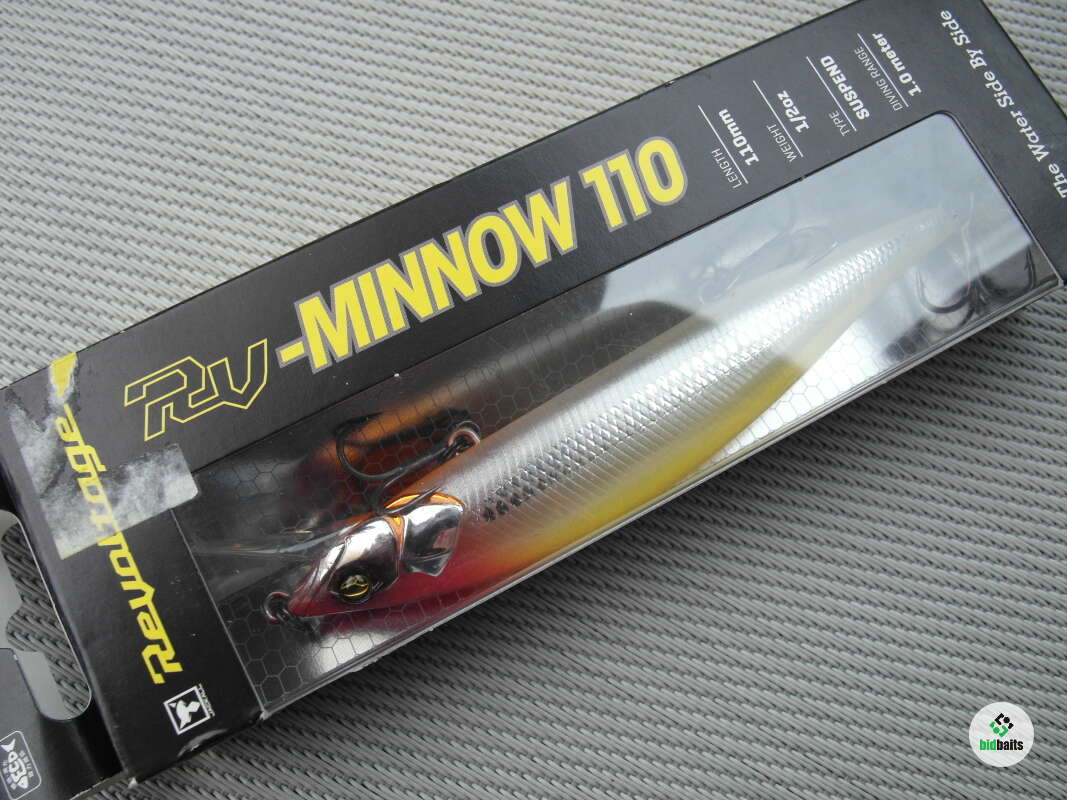 RV-MINNOW 110
LENGTH
110mm
WEIGHT
1/2oz
TYPE
SUSPEND
DIVING RANGE
1.0 meter
The Water Side By Side
Revoltage
bidbaits